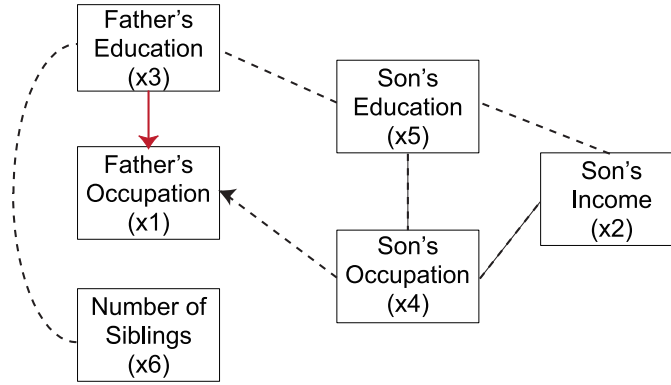 Father's
Education
(x3)
Father's
Occupation
(x1)
Number of
Siblings
(x6)
Son's
Education
(x5)
Son's
Occupation
(x4)
Son's
Income
(x2)